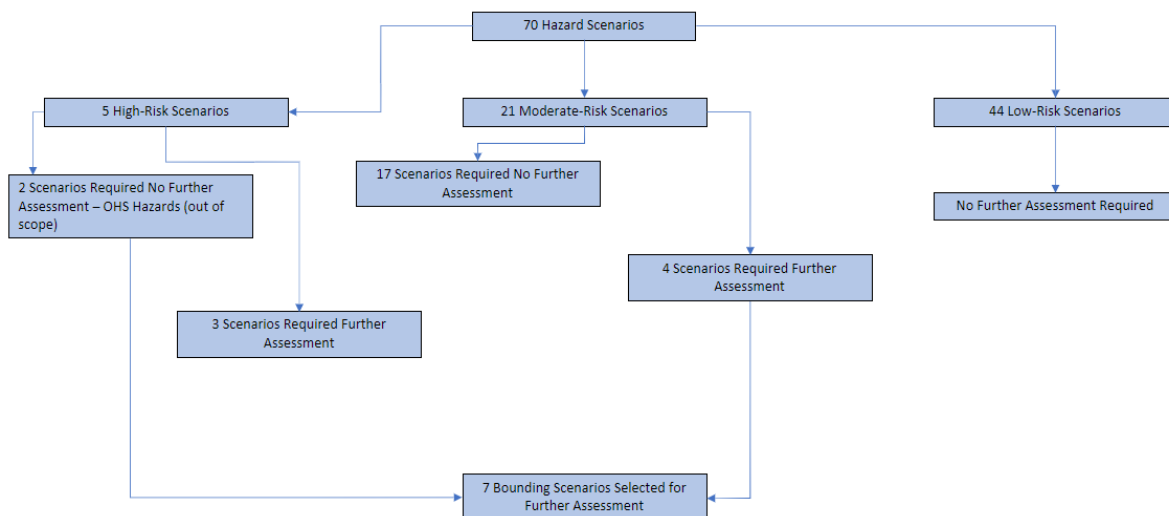 70 Hazard Scenarios
5 High-Risk Scenarios
21 Moderate-Risk Scenarios
44 Low-Risk Scenarios
2 Scenarios Required No Further
Assessment – OHS Hazards (out of
scope)
17 Scenarios Required No Further
Assessment
No Further Assessment Required
4 Scenarios Required Further
Assessment
3 Scenarios Required Further
Assessment
7 Bounding Scenarios Selected for
Further Assessment